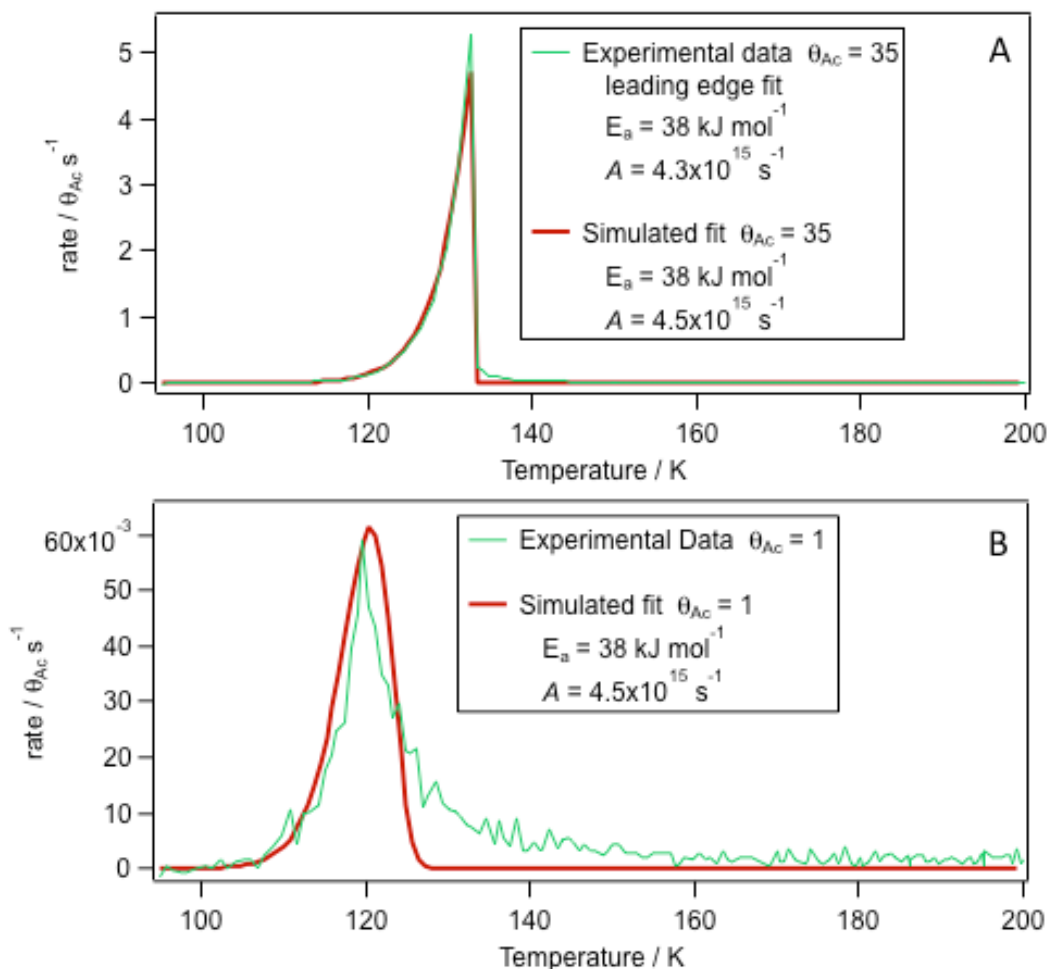 A
Experimental data θAc = 35
leading edge fit
Ea = 38 kJ mol-1
A = 4.3x10 15 s-1
Simulated fit θAc = 35
Ea = 38 kJ mol-1
A = 4.5x10 15 s-1
rate / θAc s-1
5
4
3
2
1
0
100 120 140 160 180 200
Temperature / K
B
Experimental Data θAc = 1
Simulated fit θAc = 1
Ea = 38 kJ mol-1
A = 4.5x10 15 s-1
rate / θAc s-1
60x10-3
50
40
30
20
10
0
100 120 140 160 180 200
Temperature / K